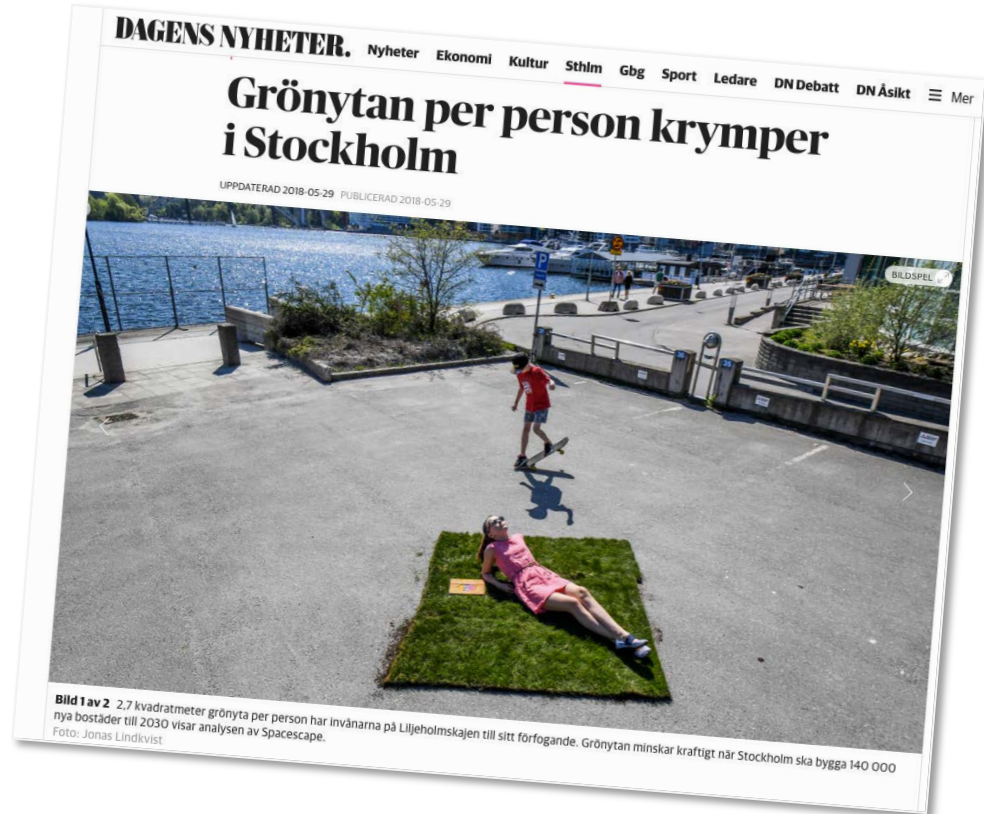 DAGENS NYHETER.
Nyheter Ekonomi Kultur Sthlm Gbg Sport Ledare DN Debatt DN Åsikt Mer
Grönytan per person krymper
i Stockholm
UPPDATERAD 2018-05-29 PUBLICERAD 2018-05-29
BILDSPEL
P
Bild 1 av 2 2,7 kvadratmeter grönyta per person har invånarna på Liljeholmskajen till sitt förfogande. Grönytan minskar kraftigt när Stockholm ska bygga 140 000
nya bostäder till 2030 visar analysen av Spacescape.
Foto: Jonas Lindkvist